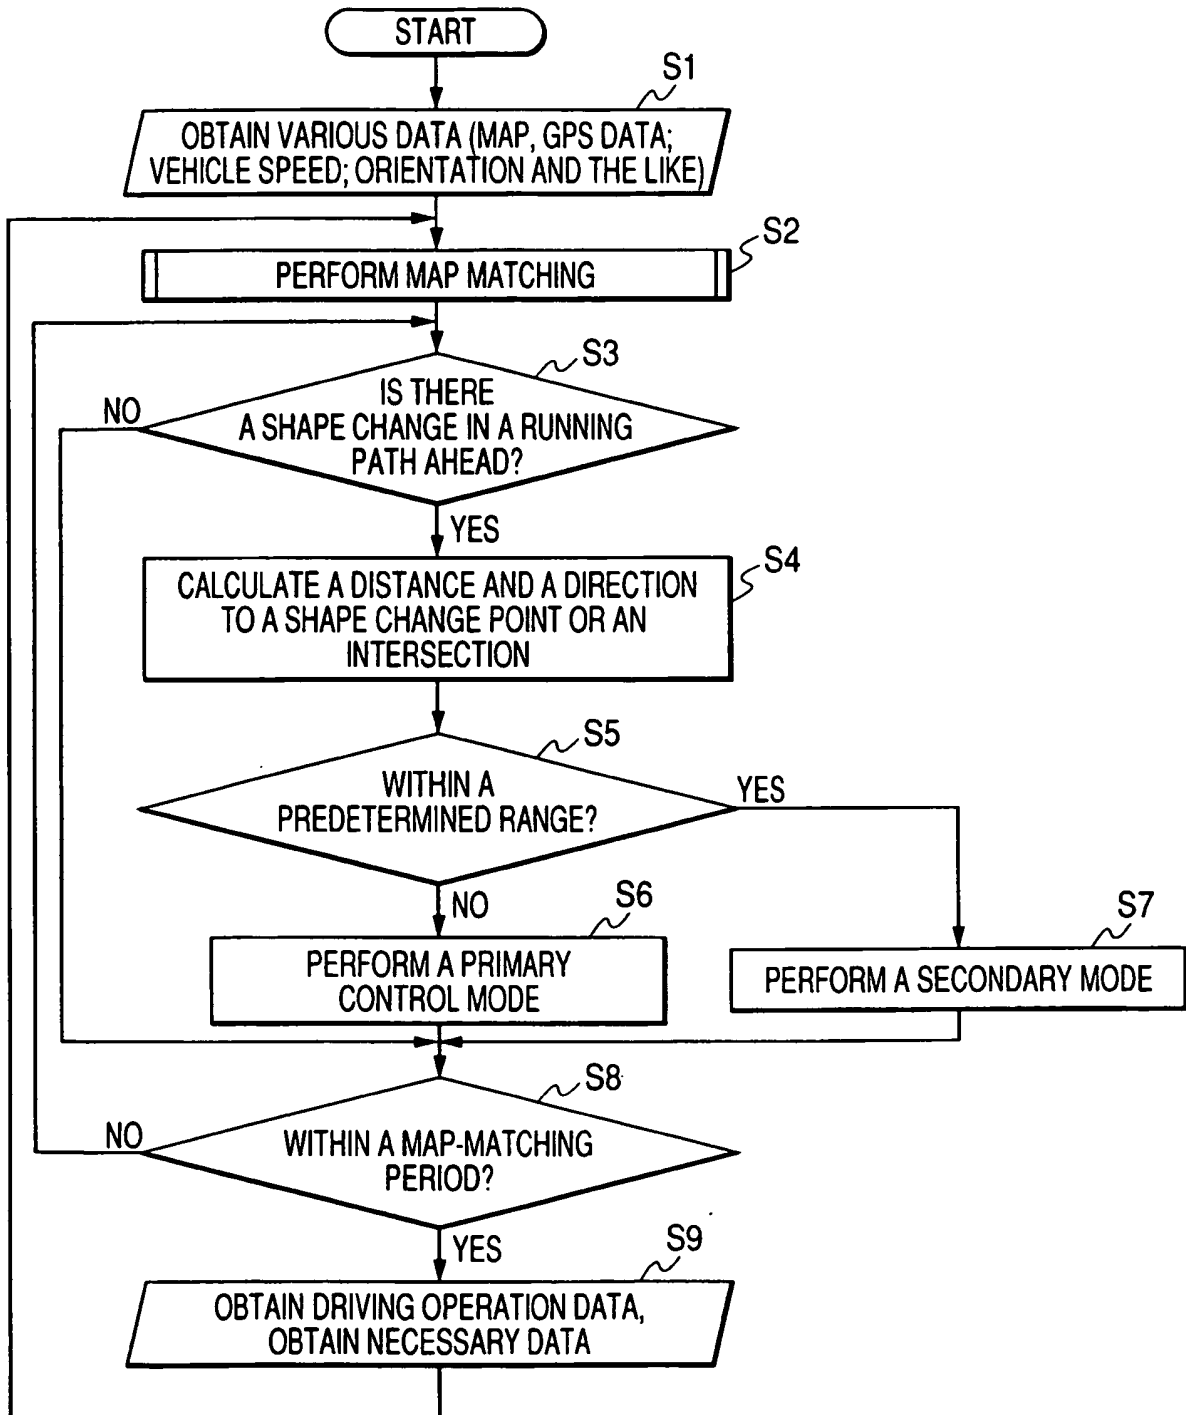 START
S1
OBTAIN VARIOUS DATA (MAP, GPS DATA;
VEHICLE SPEED; ORIENTATION AND THE LIKE)
S2
PERFORM MAP MATCHING
S3
IS THERE
A SHAPE CHANGE IN A RUNNING
PATH AHEAD?
NO
YES
S4
CALCULATE A DISTANCE AND A DIRECTION
TO A SHAPE CHANGE POINT OR AN
INTERSECTION
S5
WITHIN A
PREDETERMINED RANGE?
YES
NO
S6
PERFORM A PRIMARY
CONTROL MODE
S7
PERFORM A SECONDARY MODE
S8
WITHIN A MAP-MATCHING
PERIOD?
NO
YES
S9
OBTAIN DRIVING OPERATION DATA,
OBTAIN NECESSARY DATA